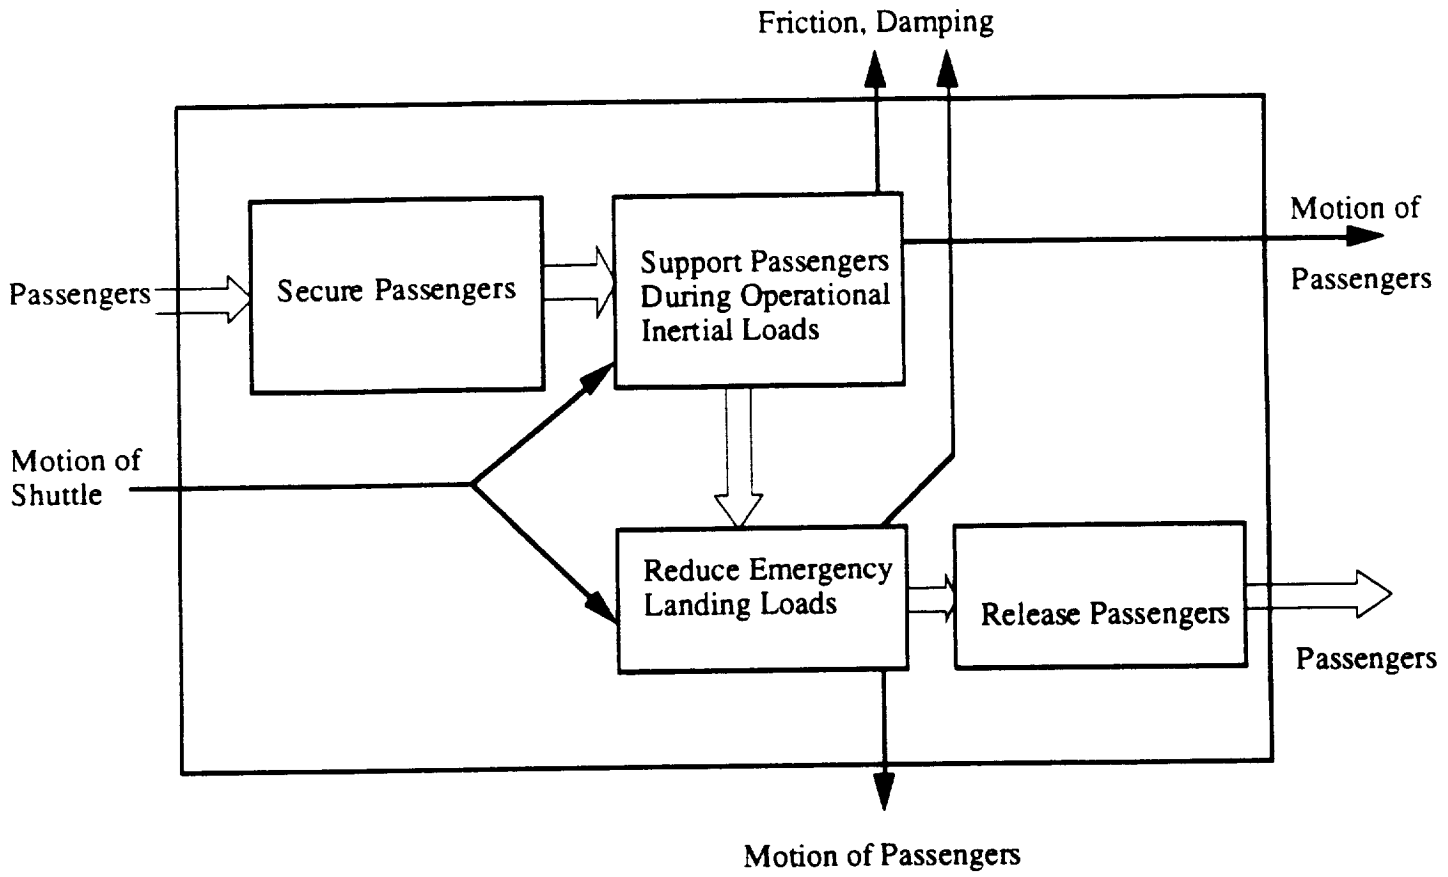 Friction, Damping
Motion of
Passengers
Passengers
Secure Passengers
Support Passengers
During Operational
Inertial Loads
Motion of
Shuttle
Reduce Emergency
Landing Loads
Release Passengers
Passengers
Motion of Passengers